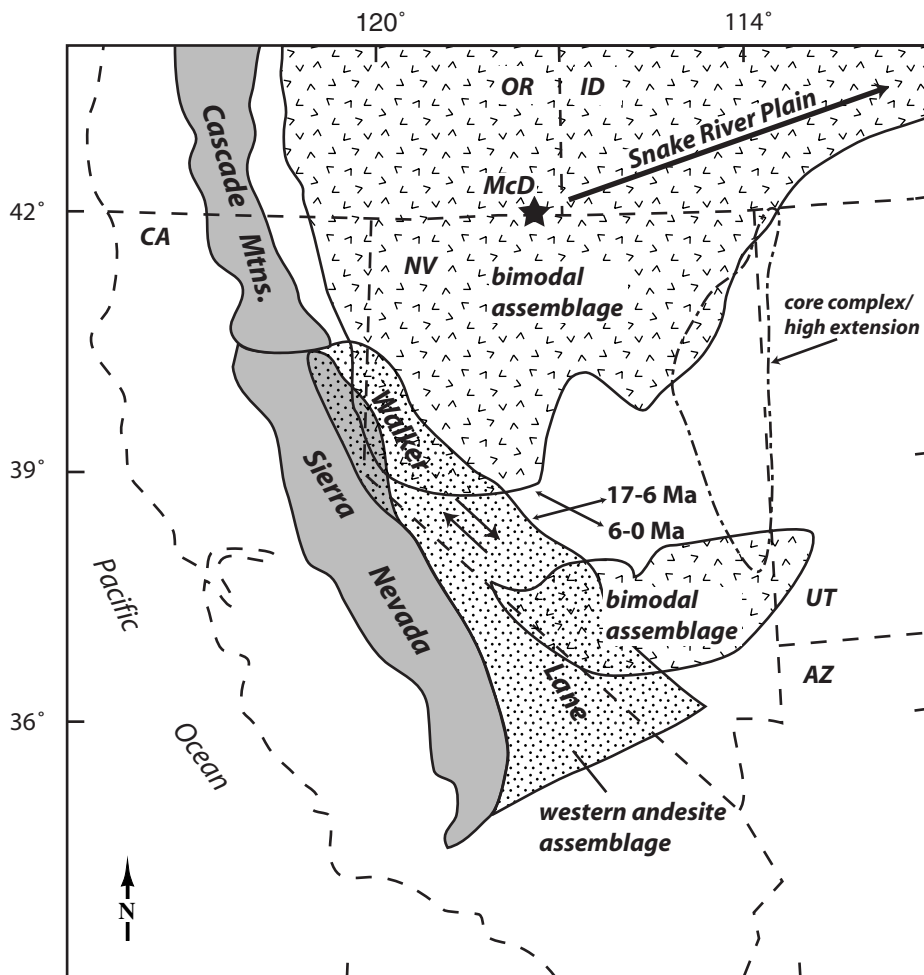 120°
114°
OR
ID
Cascade
Mtns.
Snake River Plain
McD
42°
CA
NV
bimodal
assemblage
core complex/
high extension
Walker
39°
Sierra
17-6 Ma
6-0 Ma
Pacific
Nevada
bimodal
assemblage
UT
AZ
Lane
36°
Ocean
western andesite
assemblage
N